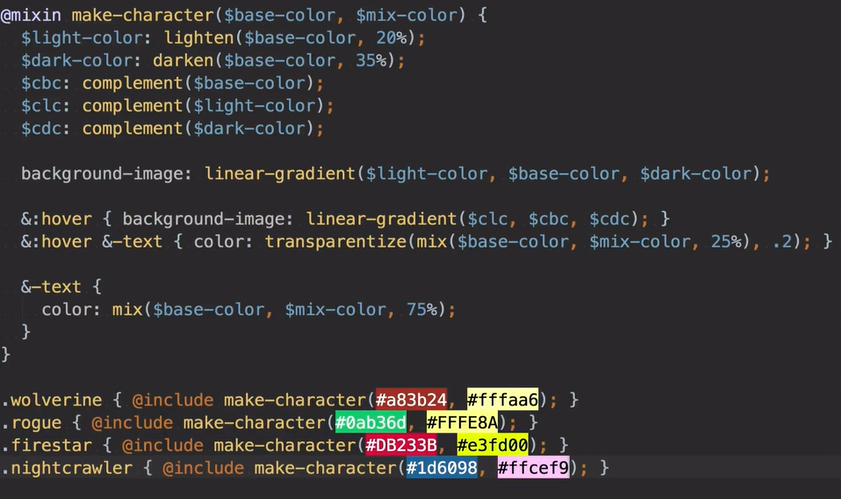 @mixin make-character($base-color, $mix-color) {
  $light-color: lighten($base-color, 20%);
  $dark-color: darken($base-color, 35%);
  $cbc: complement($base-color);
  $clc: complement($light-color);
  $cdc: complement($dark-color);

  background-image: linear-gradient($light-color, $base-color, $dark-color);

  &:hover { background-image: linear-gradient($clc, $cbc, $cdc); }
  &:hover &-text { color: transparentize(mix($base-color, $mix-color, 25%), .2); }

  &-text {
    color: mix($base-color, $mix-color, 75%);
  }
}

.wolverine { @include make-character(#a83b24, #fffaa6); }
.rogue { @include make-character(#0ab36d, #FFFE8A); }
.firestar { @include make-character(#DB233B, #e3fd00); }
.nightcrawler { @include make-character(#1d6098, #ffcef9); }